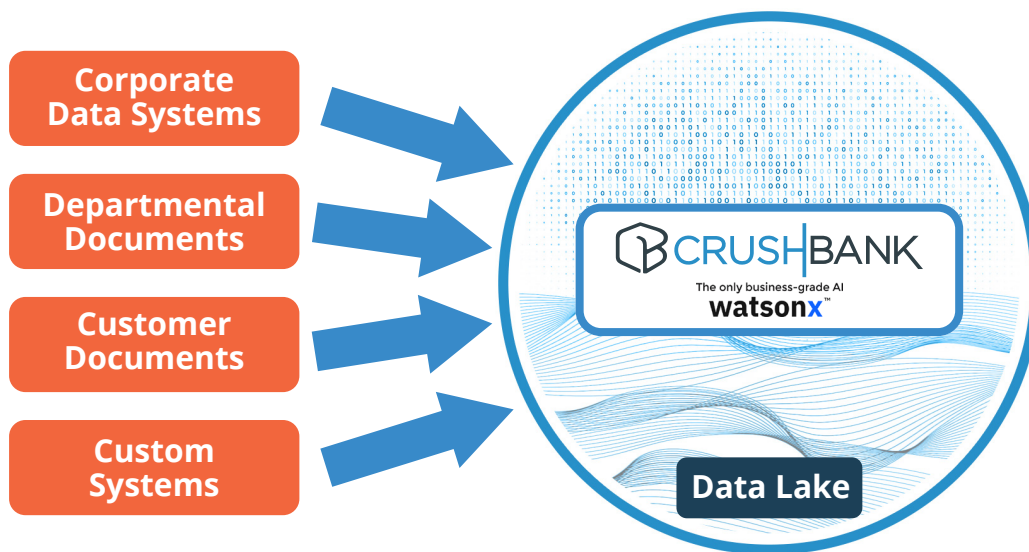 Corporate
Data Systems
Departmental
Documents
Customer
Documents
Custom
Systems
CRUSHBANK
The only business-grade AI
watsonx™
Data Lake